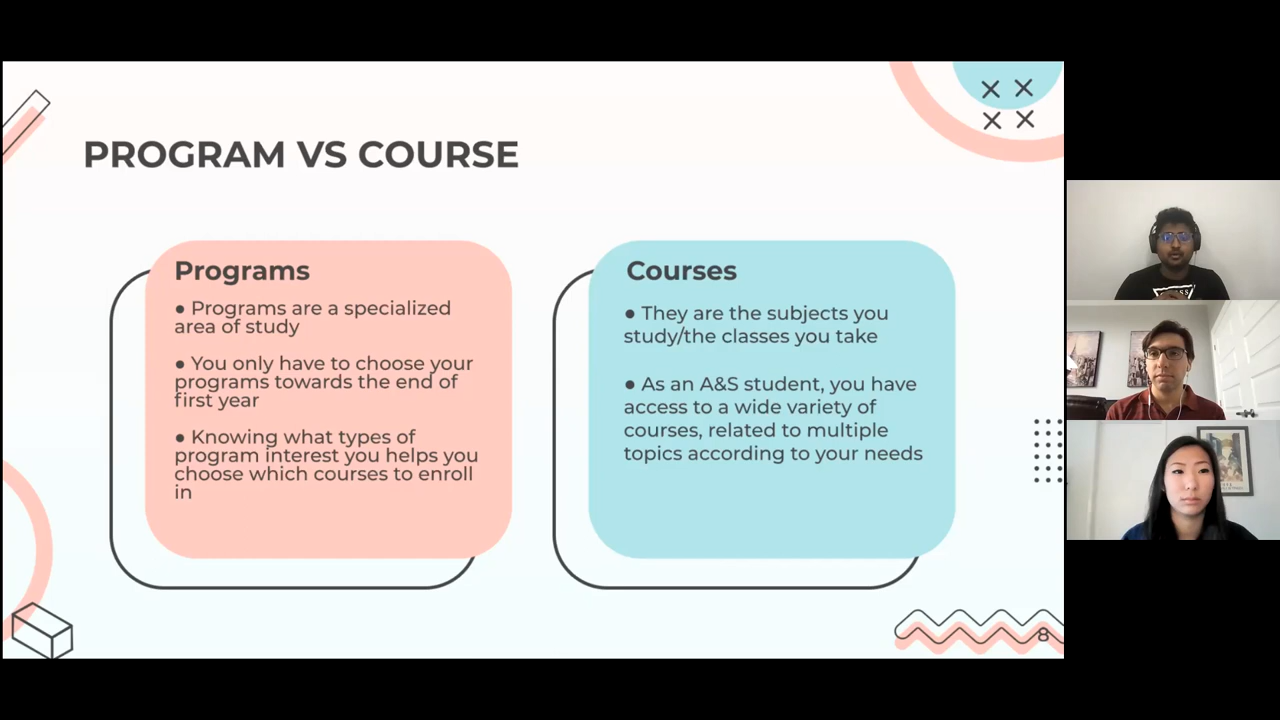 PROGRAM VS COURSE
Programs
● Programs are a specialized
area of study
● You only have to choose your
programs towards the end of
first year
● Knowing what types of
program interest you helps you
choose which courses to enroll
in
Courses
● They are the subjects you
study/the classes you take
● As an A&S student, you have
access to a wide variety of
courses, related to multiple
topics according to your needs
8